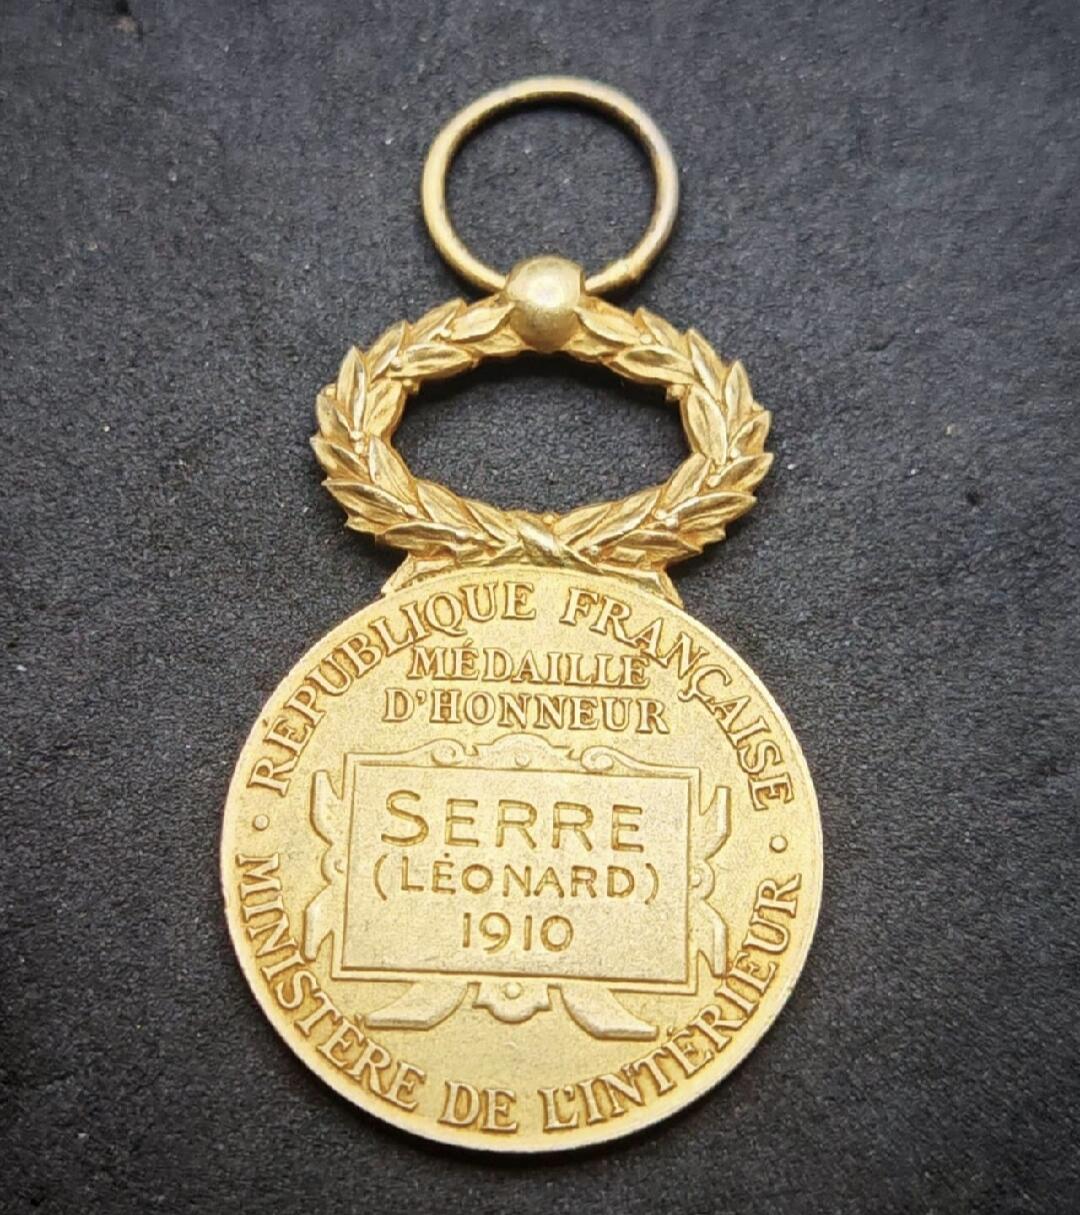 RÉPUBLIQUE FRANÇAISE
MÉDAILLE
D'HONNEUR
SERRE
(LÉONARD)
1910
• MINISTÈRE DE L'INTÉRIEUR •